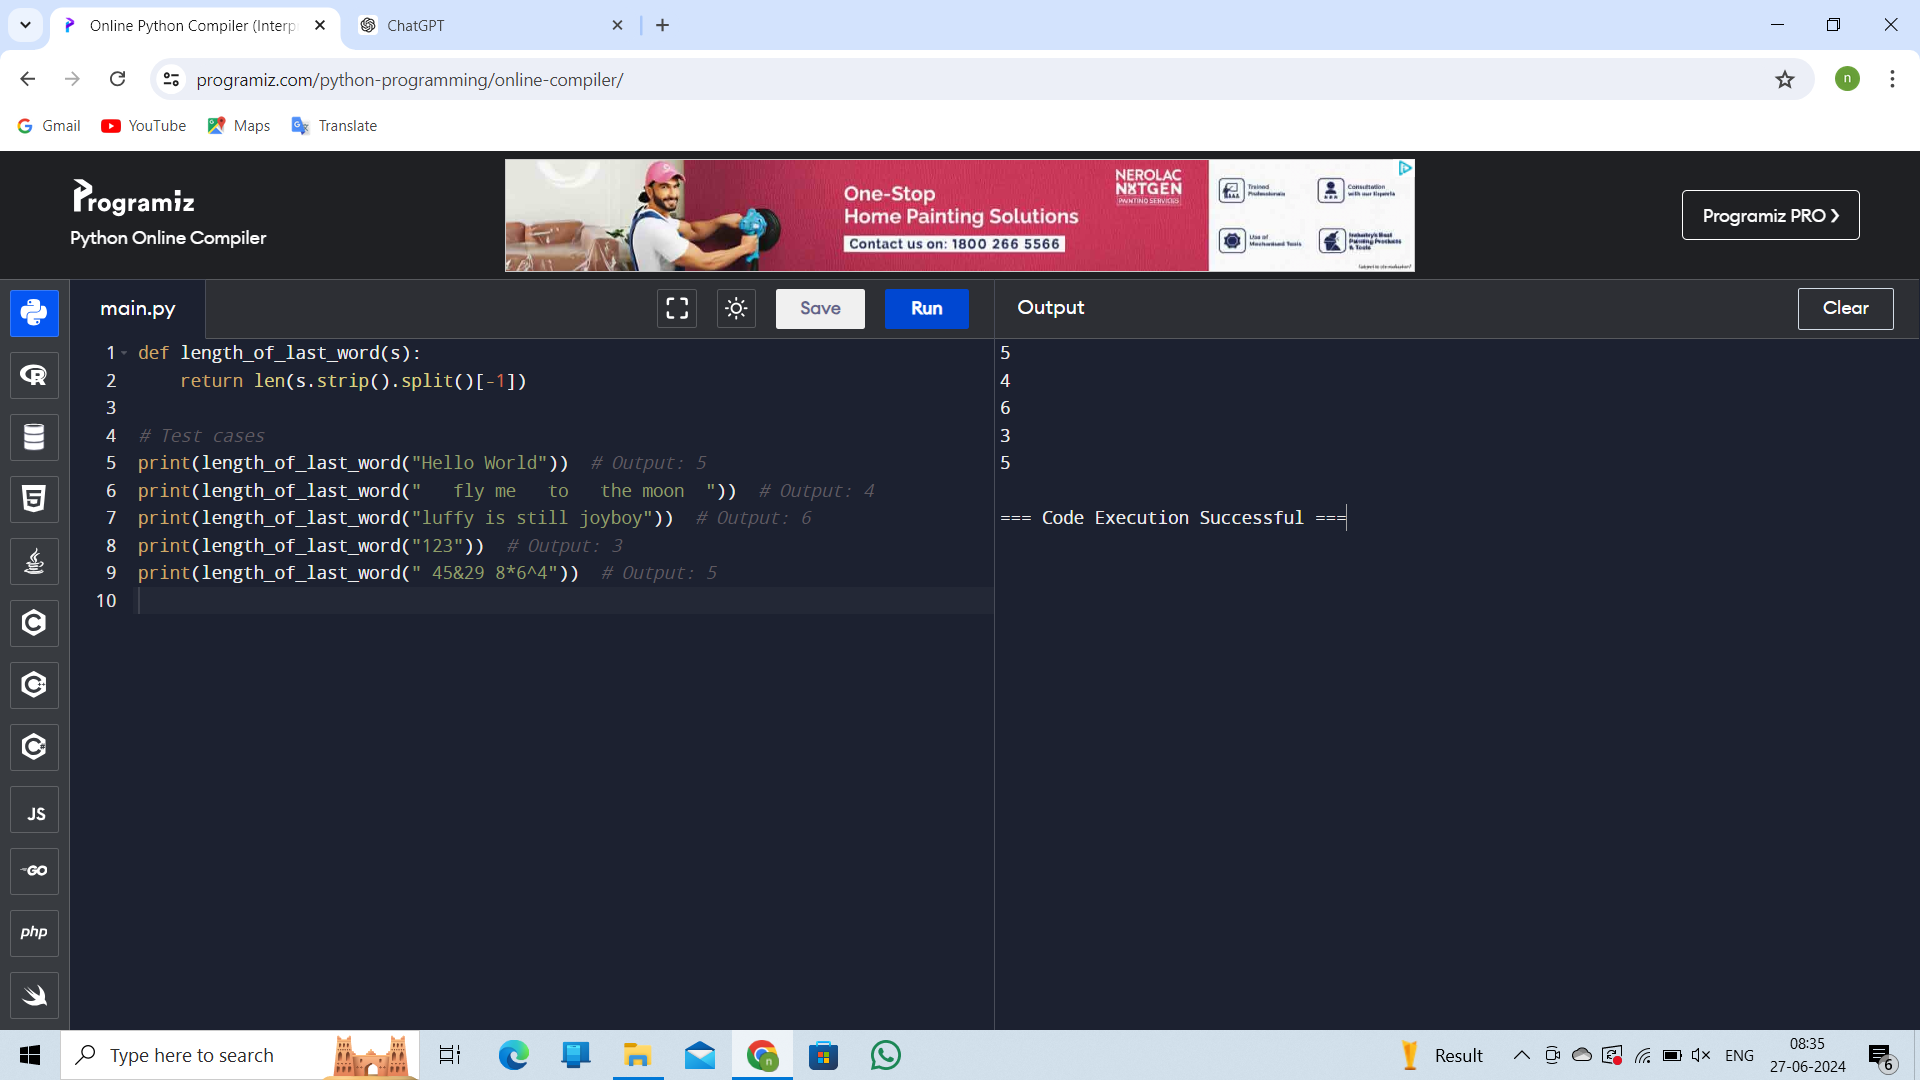 Online Python Compiler (Interp
ChatGPT
programiz.com/python-programming/online-compiler/
n
Gmail
YouTube
Maps
Translate
Programiz
Python Online Compiler
One-Stop
Home Painting Solutions
Contact us on: 1800 266 5566
NEROLAC
NXTGEN
PAINTING SERVICES
Trained
Professionals
Consultation
with our Experts
Use of
Mechanised Tools
Industry's Best
Painting Products
& Tools
Programiz PRO ❯
main.py
Save
Run
Output
Clear
1 def length_of_last_word(s):
2     return len(s.strip().split()[-1])
3
4 # Test cases
5 print(length_of_last_word("Hello World"))  # Output: 5
6 print(length_of_last_word("   fly me   to   the moon  "))  # Output: 4
7 print(length_of_last_word("luffy is still joyboy"))  # Output: 6
8 print(length_of_last_word("123"))  # Output: 3
9 print(length_of_last_word(" 45&29 8*6^4"))  # Output: 5
10
5
4
6
3
5
=== Code Execution Successful ===
JS
GO
php
Type here to search
n
Result
ENG
08:35
27-06-2024
6